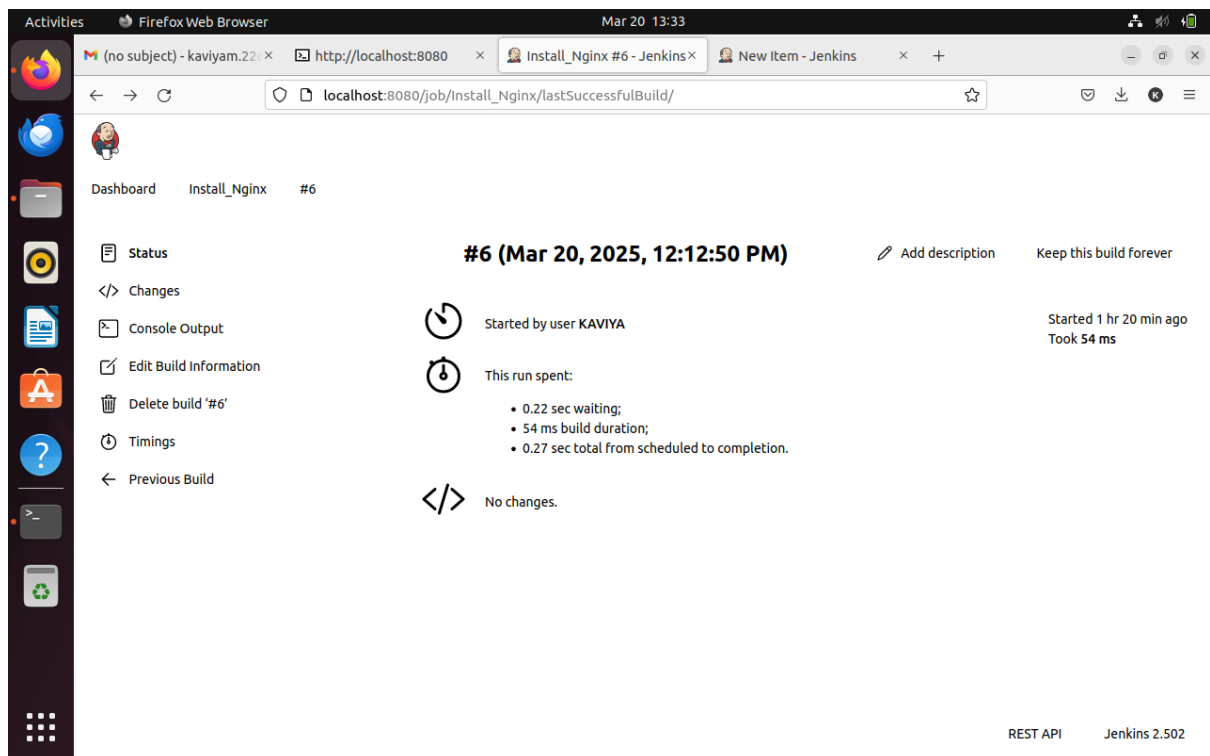 Activities Firefox Web Browser Mar 20 13:33
(no subject) - kaviyam.22c × http://localhost:8080 × Install_Nginx #6 - Jenkins × New Item - Jenkins × +
localhost:8080/job/Install_Nginx/lastSuccessfulBuild/
K
Dashboard Install_Nginx #6
Status
#6 (Mar 20, 2025, 12:12:50 PM)
Add description
Keep this build forever
Changes
Console Output
Edit Build Information
Delete build ‘#6’
Timings
Previous Build
Started by user KAVIYA
Started 1 hr 20 min ago
Took 54 ms
This run spent:
• 0.22 sec waiting;
• 54 ms build duration;
• 0.27 sec total from scheduled to completion.
No changes.
REST API Jenkins 2.502